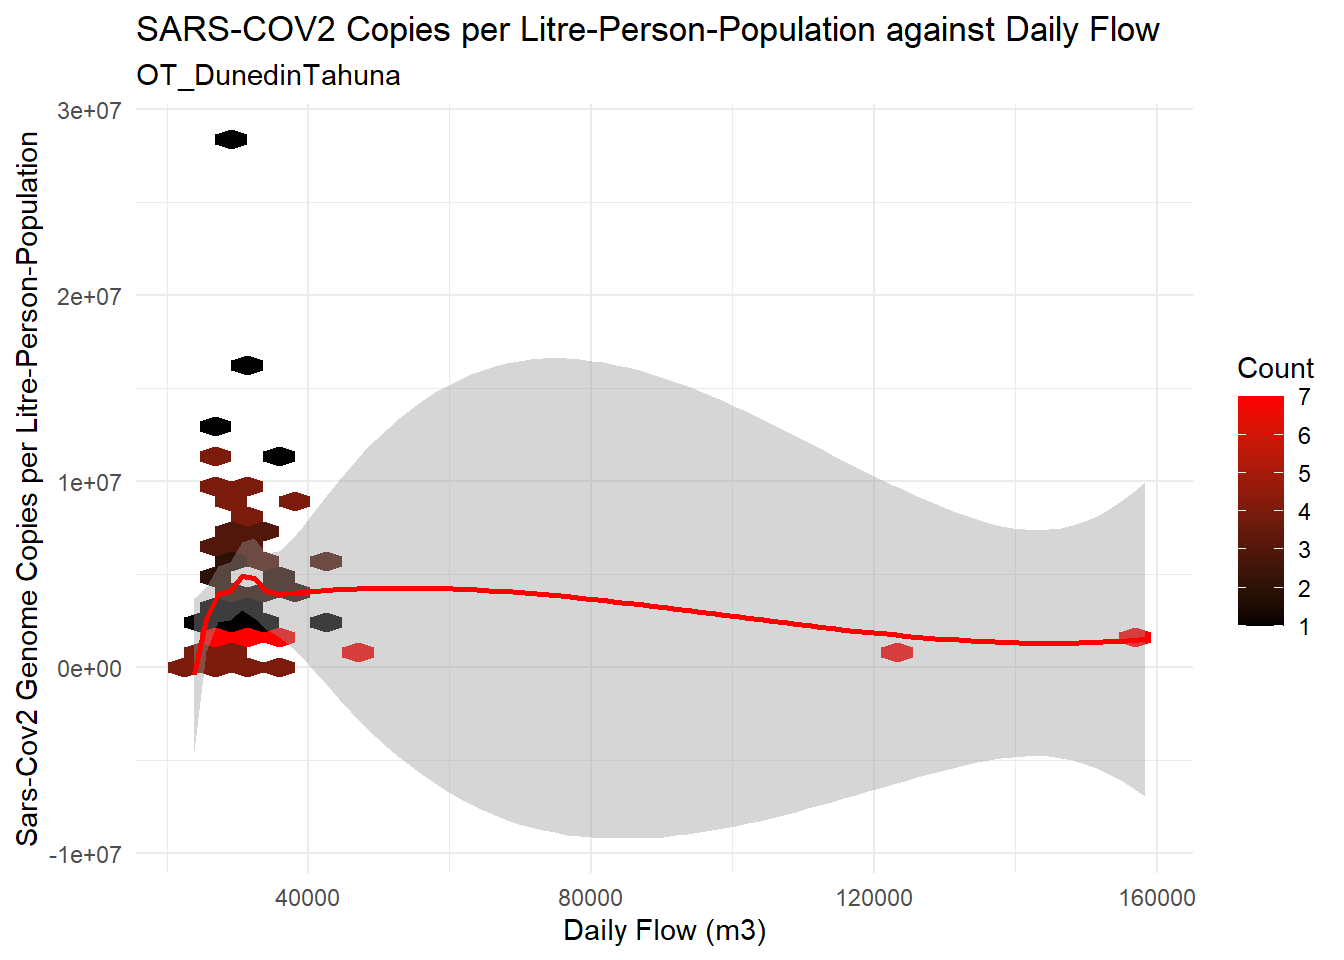 SARS-COV2 Copies per Litre-Person-Population against Daily Flow
OT_DunedinTahuna
Sars-Cov2 Genome Copies per Litre-Person-Population
3e+07
2e+07
1e+07
0e+00
-1e+07
40000
80000
120000
160000
Daily Flow (m3)
Count
7
6
5
4
3
2
1